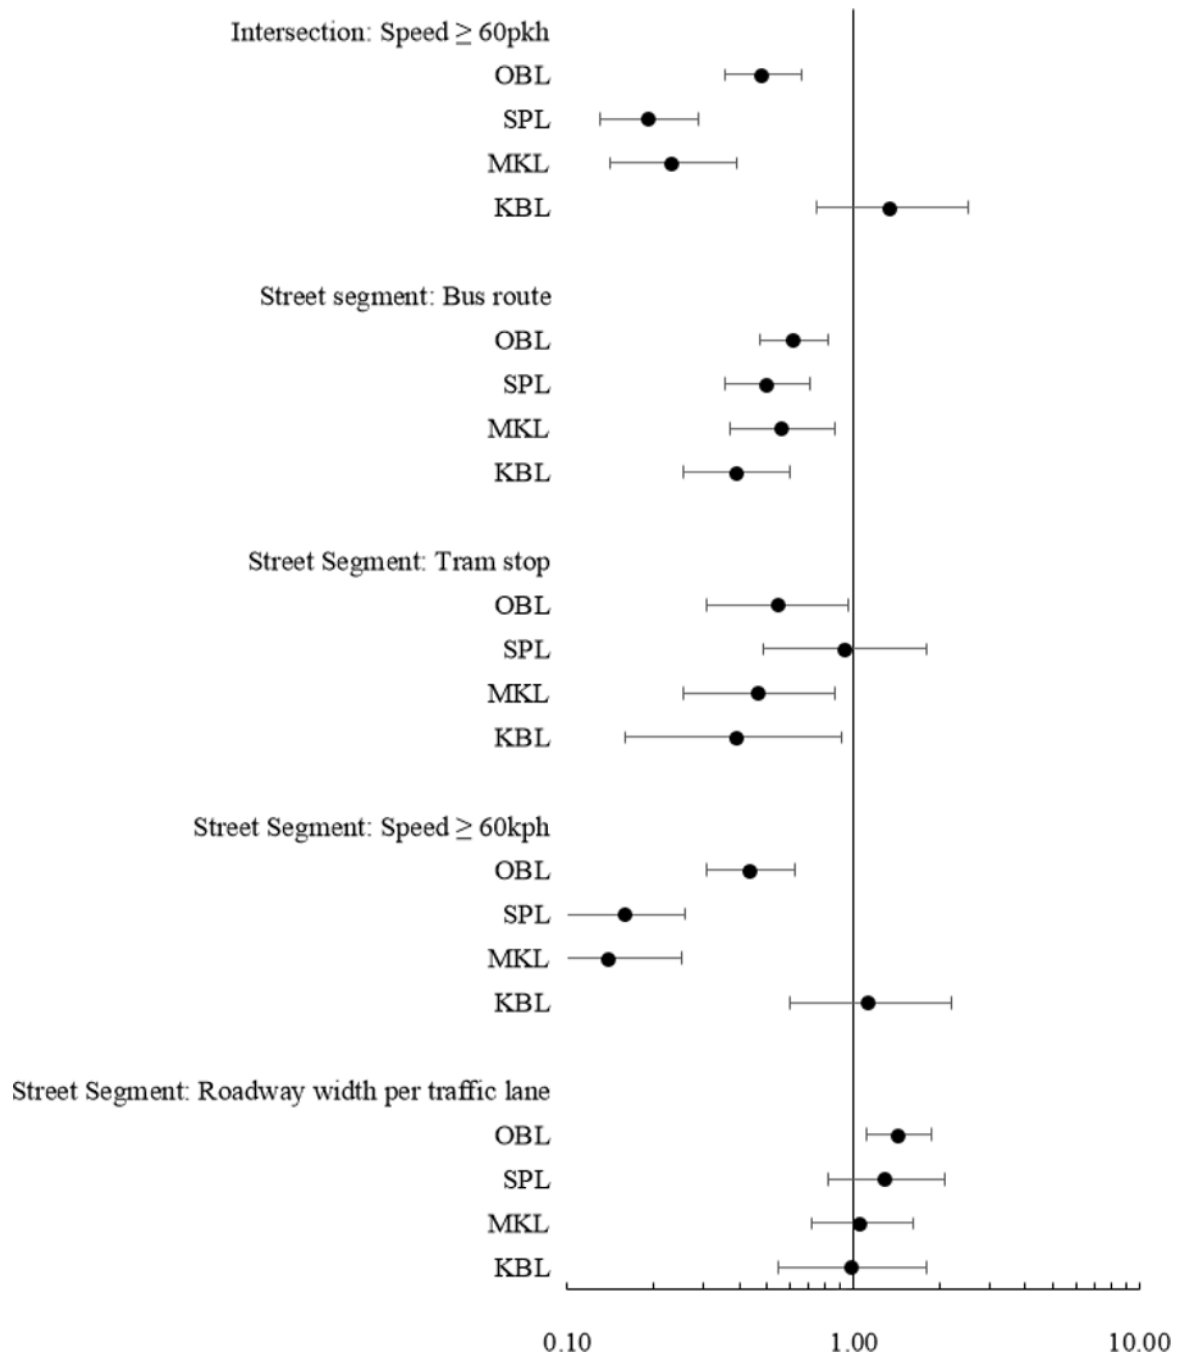 Intersection: Speed ≥ 60pkh
OBL
SPL
MKL
KBL
Street segment: Bus route
OBL
SPL
MKL
KBL
Street Segment: Tram stop
OBL
SPL
MKL
KBL
Street Segment: Speed ≥ 60kph
OBL
SPL
MKL
KBL
Street Segment: Roadway width per traffic lane
OBL
SPL
MKL
KBL
0.10 1.00 10.00